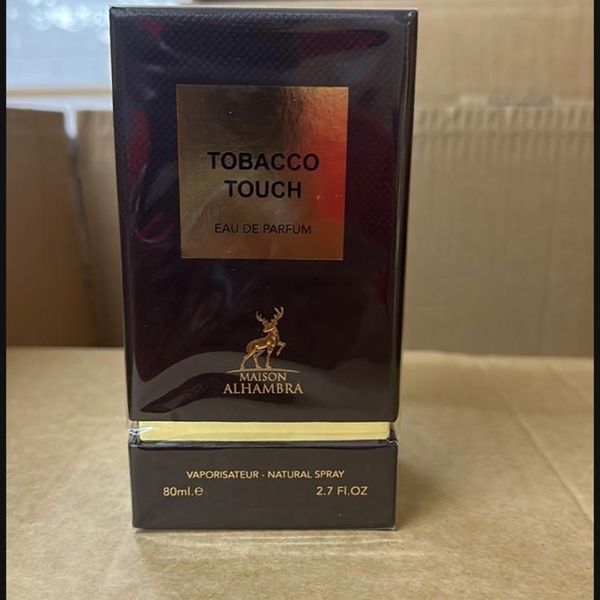 TOBACCO
TOUCH
EAU DE PARFUM
MAISON
ALHAMBRA
VAPORISATEUR - NATURAL SPRAY
80ml.e 2.7 Fl.OZ